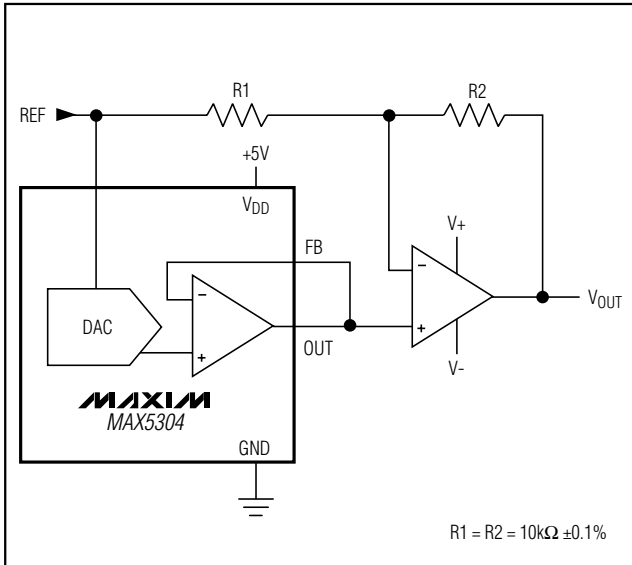 REF
R1
R2
+5V
VDD
FB
V+
−
−
DAC
+
+
VOUT
OUT
V-
MAXIM
MAX5304
GND
R1 = R2 = 10kΩ ±0.1%